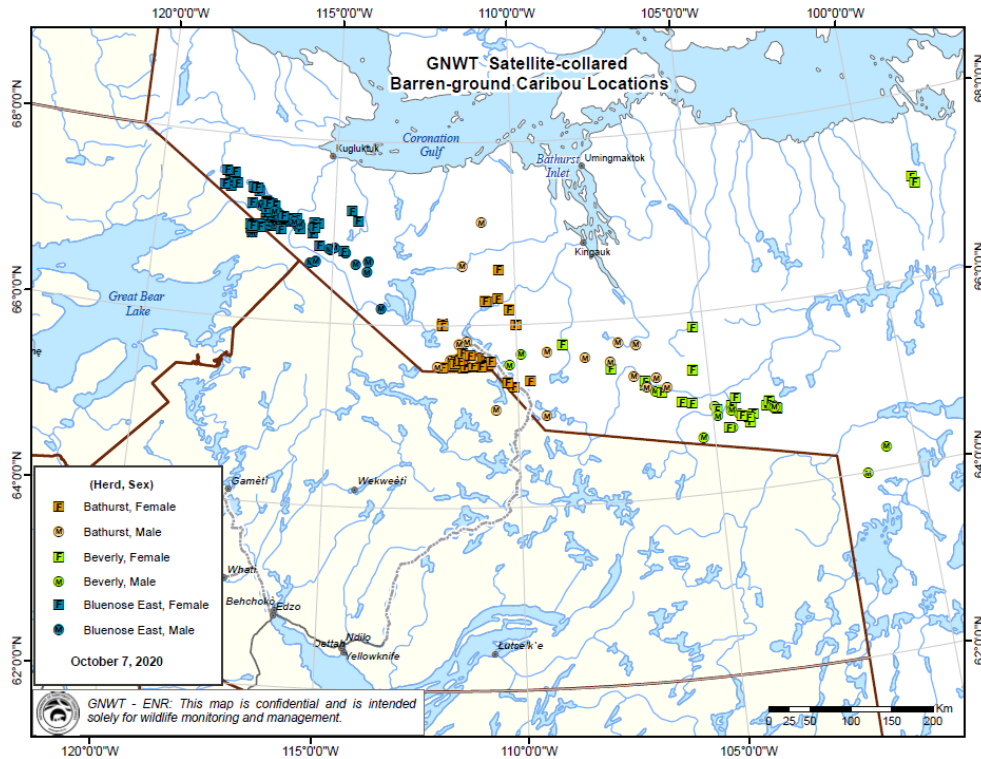 120°0'0"W 115°0'0"W 110°0'0"W 105°0'0"W 100°0'0"W
GNWT Satellite-collared
Barren-ground Caribou Locations
68°0'0"N
68°0'0"N
Coronation
Gulf
Kugluktuk
Bathurst
Inlet
Umingmaktok
Kingauk
66°0'0"N
66°0'0"N
Great Bear
Lake
64°0'0"N
64°0'0"N
(Herd, Sex)
F Bathurst, Female
M Bathurst, Male
F Beverly, Female
M Beverly, Male
F Bluenose East, Female
M Bluenose East, Male
October 7, 2020
Gamètì
Wekweètì
Whatì
Behchokò
Edzo
Ndilo
Dettah
Yellowknife
Łutselk'e
62°0'0"N
62°0'0"N
GNWT - ENR: This map is confidential and is intended
solely for wildlife monitoring and management.
Km
0 25 50 100 150 200
120°0'0"W 115°0'0"W 110°0'0"W 105°0'0"W